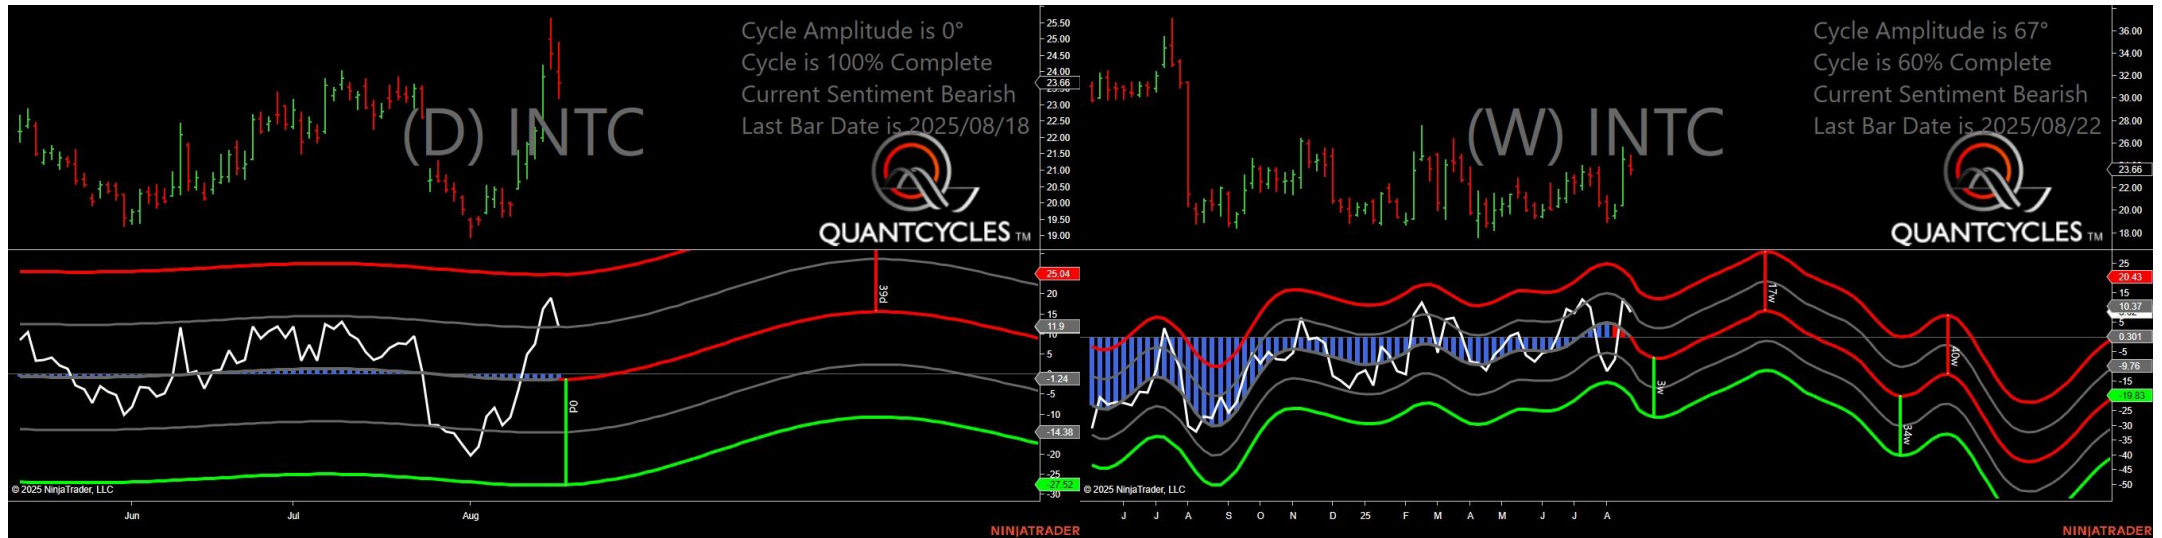 Cycle Amplitude is 0°
Cycle is 100% Complete
Current Sentiment Bearish
Last Bar Date is 2025/08/18
(D) INTC
QUANTCYCLES TM
25.50
25.00
24.50
24.00
23.66
23.00
22.50
22.00
21.50
21.00
20.50
20.00
19.50
19.00
39d
0d
25.04
20
15
11.9
10
5
-1.24
-5
-10
-14.38
-20
-25
-27.52
-30
© 2025 NinjaTrader, LLC
Jun
Jul
Aug
NINJATRADER
Cycle Amplitude is 67°
Cycle is 60% Complete
Current Sentiment Bearish
Last Bar Date is 2025/08/22
(W) INTC
QUANTCYCLES TM
36.00
34.00
32.00
30.00
28.00
26.00
23.66
22.00
20.00
18.00
17w
3w
34w
40w
25
20.43
15
10.37
5
0.301
-5
-9.76
-15
-19.83
-25
-30
-35
-40
-45
-50
© 2025 NinjaTrader, LLC
J
J
A
S
O
N
D
25
F
M
A
M
J
J
A
NINJATRADER